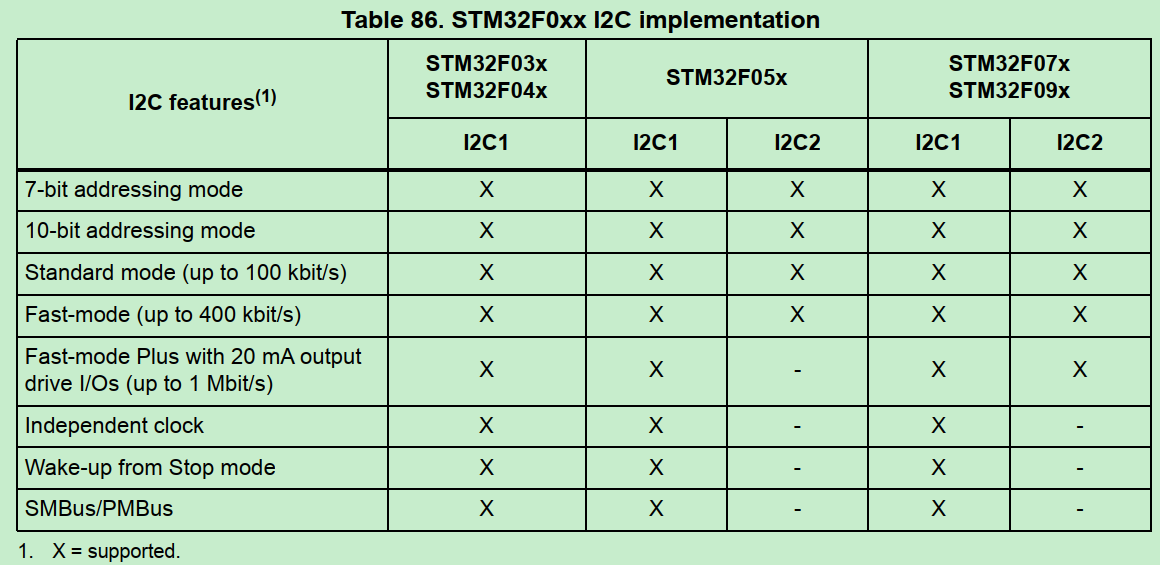 Table 86. STM32F0xx I2C implementation
I2C features(1)
STM32F03x
STM32F04x
STM32F05x
STM32F07x
STM32F09x
I2C1
I2C1
I2C2
I2C1
I2C2
7-bit addressing mode X X X X X
10-bit addressing mode X X X X X
Standard mode (up to 100 kbit/s) X X X X X
Fast-mode (up to 400 kbit/s) X X X X X
Fast-mode Plus with 20 mA output
drive I/Os (up to 1 Mbit/s) X X - X X
Independent clock X X - X -
Wake-up from Stop mode X X - X -
SMBus/PMBus X X - X -
1. X = supported.